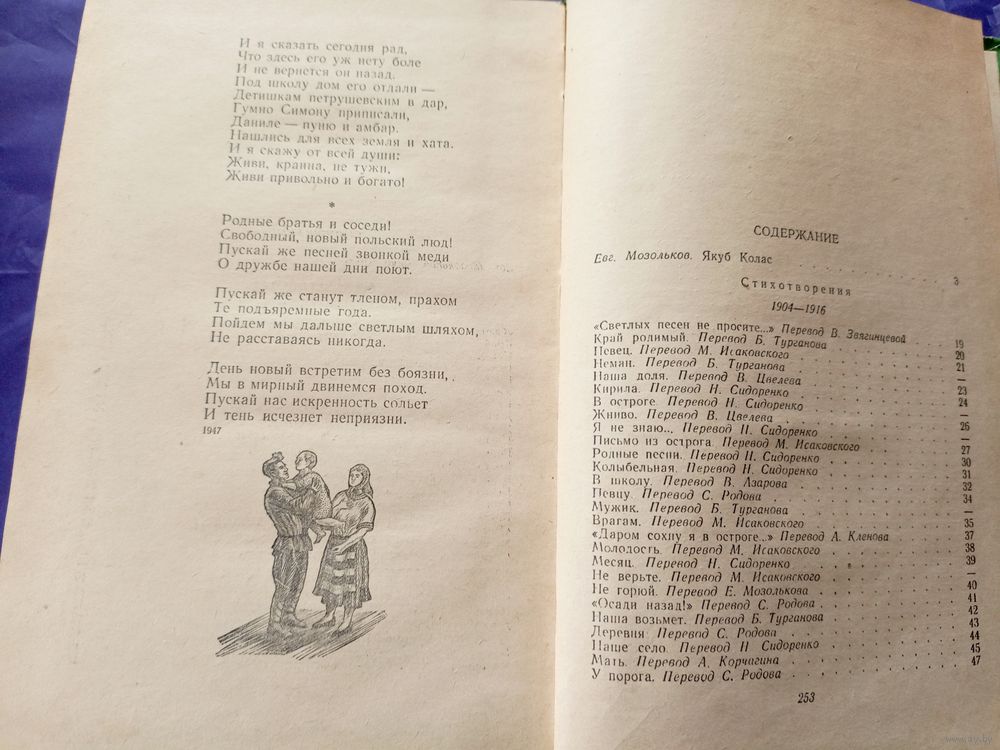 И я сказать сегодня рад,
Что здесь его уж нету боле
И не вернется он назад.
Под школу дом его отдали —
Детишкам петрушевским в дар,
Гумно Симону приписали,
Даниле — пуню и амбар.
Нашлись для всех земля и хата.
И я скажу от всей души:
Живи, краина, не тужи,
Живи привольно и богато!
*
Родные братья и соседи!
Свободный, новый польский люд!
Пускай же песней звонкой меди
О дружбе нашей дни поют.
Пускай же станут тленом, прахом
Те подъяремные года.
Пойдем мы дальше светлым шляхом,
Не расставаясь никогда.
День новый встретим без боязни,
Мы в мирный двинемся поход.
Пускай нас искренность сольет
И тень исчезнет неприязни.
1947
СОДЕРЖАНИЕ
Евг. Мозольков. Якуб Колас . . . . . . . . 3
Стихотворения
1904—1916
«Светлых песен не просите...» Перевод В. Звягинцевой 19
Край родимый. Перевод Б. Турганова . . . . . 20
Певец. Перевод М. Исаковского . . . . . 21
Неман. Перевод Б. Турганова . . . . . —
Наша доля. Перевод В. Цвелева . . . . . 23
Кирила. Перевод Н. Сидоренко . . . . . 24
В остроге. Перевод Н. Сидоренко . . . . . —
Жниво. Перевод В. Цвелева . . . . . 26
Я не знаю... Перевод Н. Сидоренко . . . . . —
Письмо из острога. Перевод М. Исаковского . . . . . 27
Родные песни. Перевод Н. Сидоренко . . . . . 30
Колыбельная. Перевод Н. Сидоренко . . . . . 31
В школу. Перевод В. Азарова . . . . . 32
Певцу. Перевод С. Родова . . . . . 34
Мужик. Перевод Б. Турганова . . . . . —
Врагам. Перевод М. Исаковского . . . . . 35
«Даром сохну я в остроге...» Перевод А. Кленова . . . . . 37
Молодость. Перевод М. Исаковского . . . . . 38
Месяц. Перевод Н. Сидоренко . . . . . 39
Не верьте. Перевод М. Исаковского . . . . . —
Не горюй. Перевод Е. Мозолькова . . . . . 40
«Осади назад!» Перевод С. Родова . . . . . 41
Наша возьмет. Перевод Б. Турганова . . . . . 42
Деревня. Перевод С. Родова . . . . . 43
Наше село. Перевод Н Сидоренко . . . . . 44
Мать. Перевод А. Корчагина . . . . . 45
У порога. Перевод С. Родова . . . . . 47
253